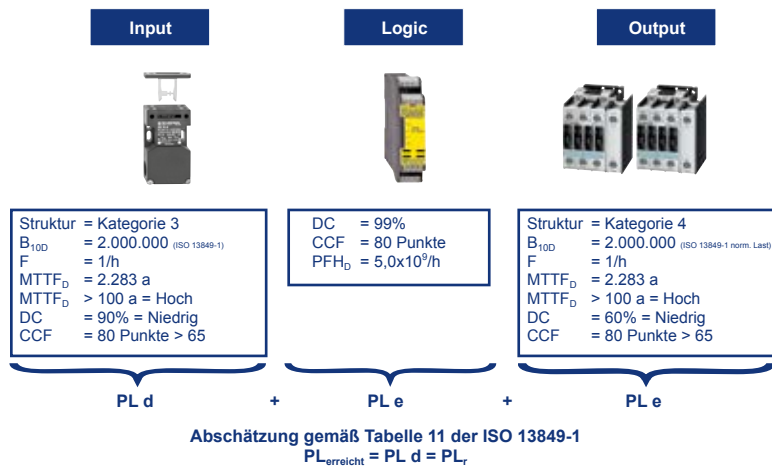 Input
Logic
Output
Struktur = Kategorie 3
B10D = 2.000.000 (ISO 13849-1)
F = 1/h
MTTFD = 2.283 a
MTTFD > 100 a = Hoch
DC = 90% = Niedrig
CCF = 80 Punkte > 65
DC = 99%
CCF = 80 Punkte
PFHD = 5,0x10⁹/h
Struktur = Kategorie 4
B10D = 2.000.000 (ISO 13849-1 norm. Last)
F = 1/h
MTTFD = 2.283 a
MTTFD > 100 a = Hoch
DC = 60% = Niedrig
CCF = 80 Punkte > 65
PL d + PL e + PL e
Abschätzung gemäß Tabelle 11 der ISO 13849-1
PLerreicht = PL d = PLr